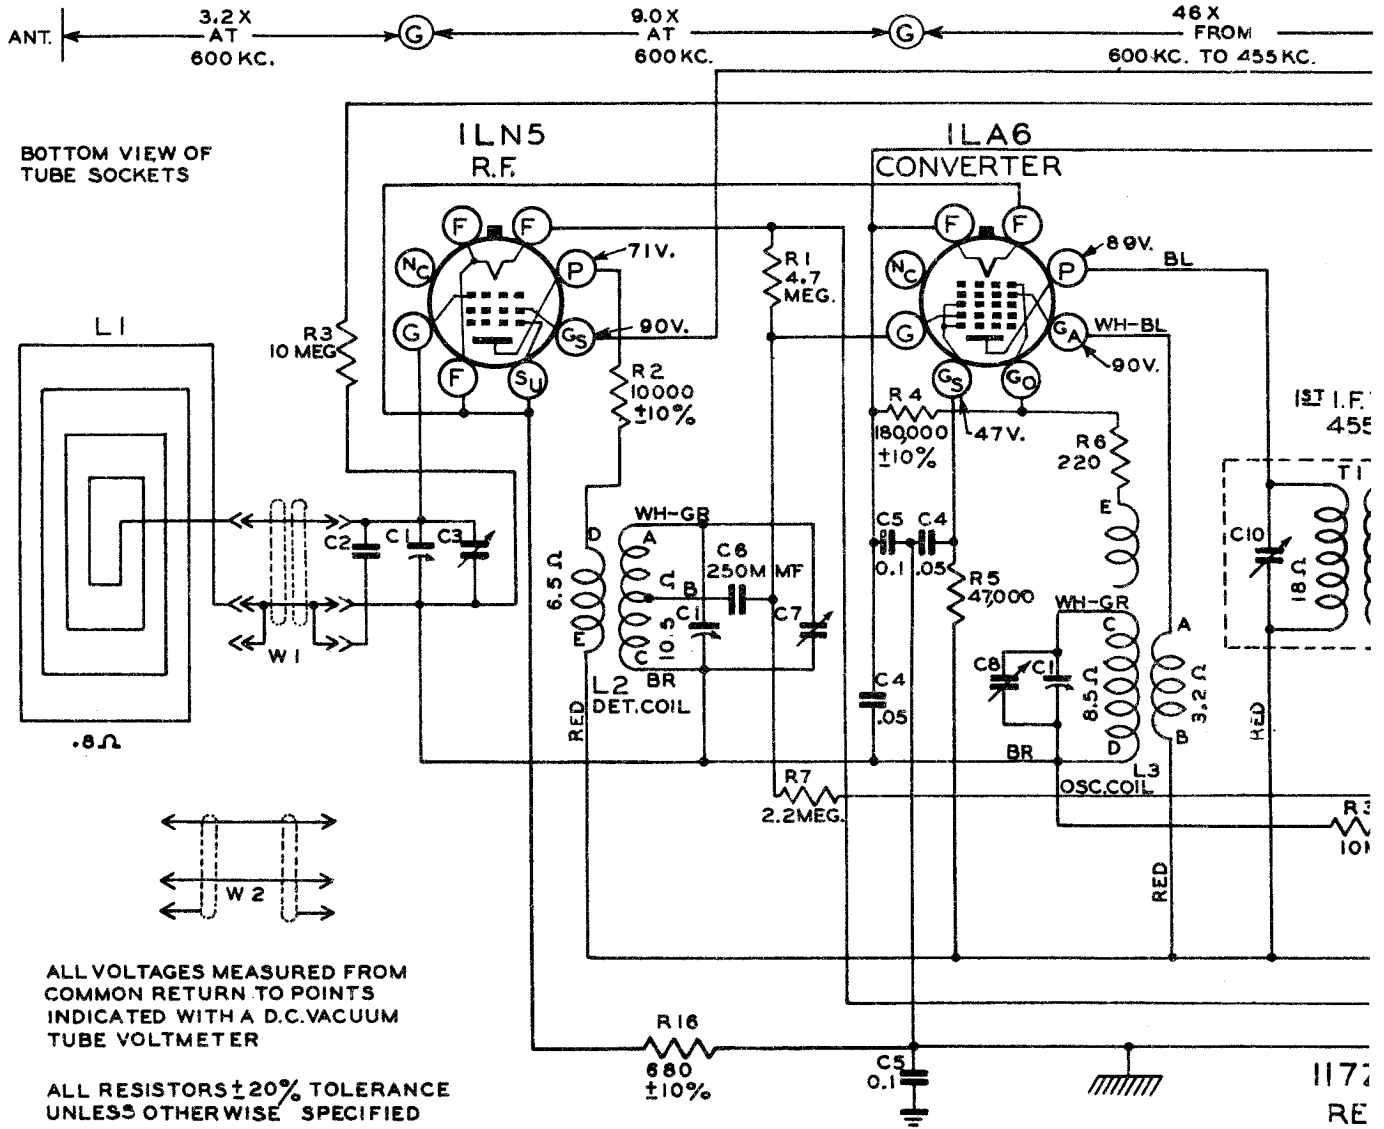 ANT.
3.2X
AT
600 KC.
G
9.0X
AT
600 KC.
G
46X
FROM
600 KC. TO 455 KC.
BOTTOM VIEW OF
TUBE SOCKETS
1LN5
R.F.
1LA6
CONVERTER
F
F
NC
P
G
GS
F
SU
71V.
90V.
R1
4.7
MEG.
F
F
NC
P
G
GA
GS
GO
89V.
BL
WH-BL
90V.
47V.
L1
R3
10 MEG
R2
10000
±10%
R4
180,000
±10%
R6
220
1ST I.F.
455
T1
C2
C1
C3
W1
.8Ω
D
6.5Ω
E
WH-GR
A
B
C
10.5 Ω
BR
C6
250M MF
C1
C7
L2
DET. COIL
RED
C5
0.1
C4
.05
R5
47,000
C4
.05
E
WH-GR
C
D
8.5Ω
C8
C1
BR
L3
OSC. COIL
A
B
3.2Ω
RED
C10
18Ω
RED
R7
2.2MEG.
R3
10
W2
ALL VOLTAGES MEASURED FROM
COMMON RETURN TO POINTS
INDICATED WITH A D.C. VACUUM
TUBE VOLTMETER
ALL RESISTORS ±20% TOLERANCE
UNLESS OTHERWISE SPECIFIED
R16
680
±10%
C5
0.1
117Z
RE